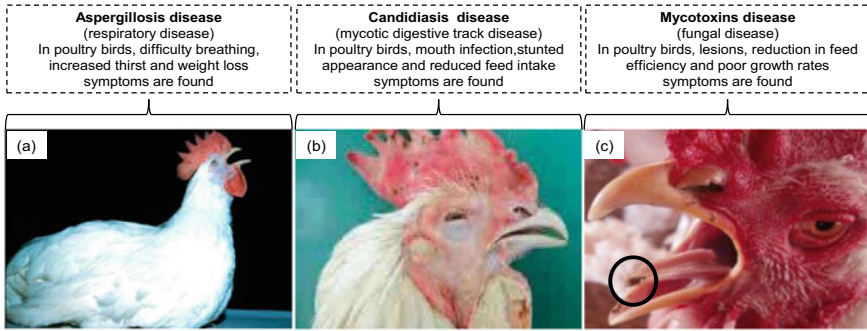 Aspergillosis disease
(respiratory disease)
In poultry birds, difficulty breathing,
increased thirst and weight loss
symptoms are found
Candidiasis disease
(mycotic digestive track disease)
In poultry birds, mouth infection,stunted
appearance and reduced feed intake
symptoms are found
Mycotoxins disease
(fungal disease)
In poultry birds, lesions, reduction in feed
efficiency and poor growth rates
symptoms are found
(a)
(b)
(c)